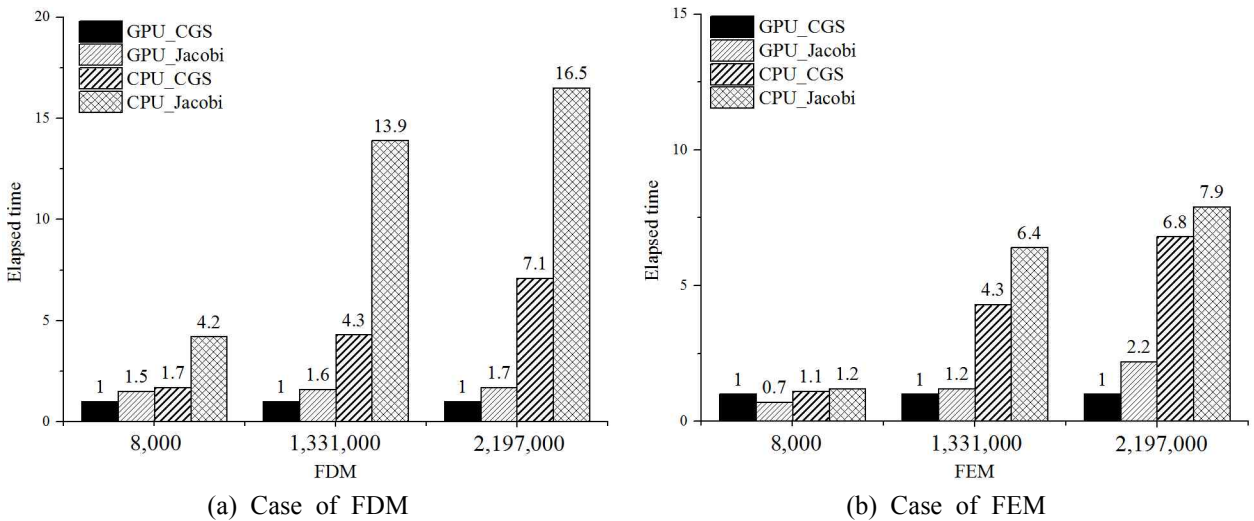 20
15
10
5
0
Elapsed time
GPU_CGS
GPU_Jacobi
CPU_CGS
CPU_Jacobi
1
1.5
1.7
4.2
1
1.6
4.3
13.9
1
1.7
7.1
16.5
8,000
1,331,000
2,197,000
FDM
(a) Case of FDM
15
10
5
0
Elapsed time
GPU_CGS
GPU_Jacobi
CPU_CGS
CPU_Jacobi
1
0.7
1.1
1.2
1
1.2
4.3
6.4
1
2.2
6.8
7.9
8,000
1,331,000
2,197,000
FEM
(b) Case of FEM